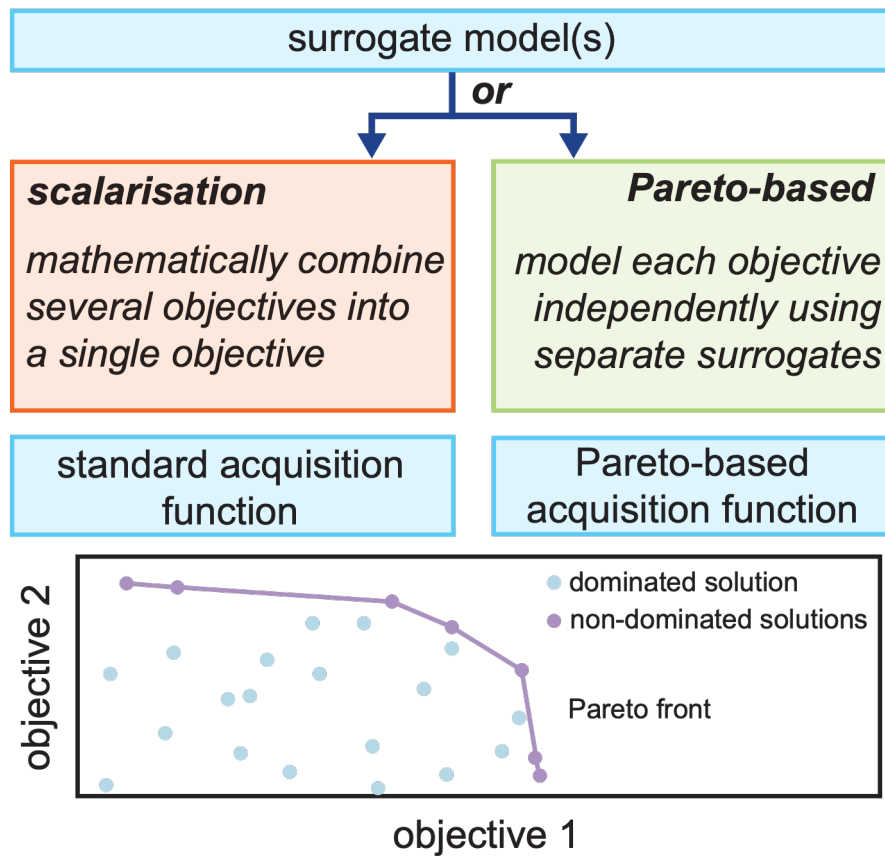 surrogate model(s)
or
scalarisation
mathematically combine
several objectives into
a single objective
Pareto-based
model each objective
independently using
separate surrogates
standard acquisition
function
Pareto-based
acquisition function
objective 2
dominated solution
non-dominated solutions
Pareto front
objective 1